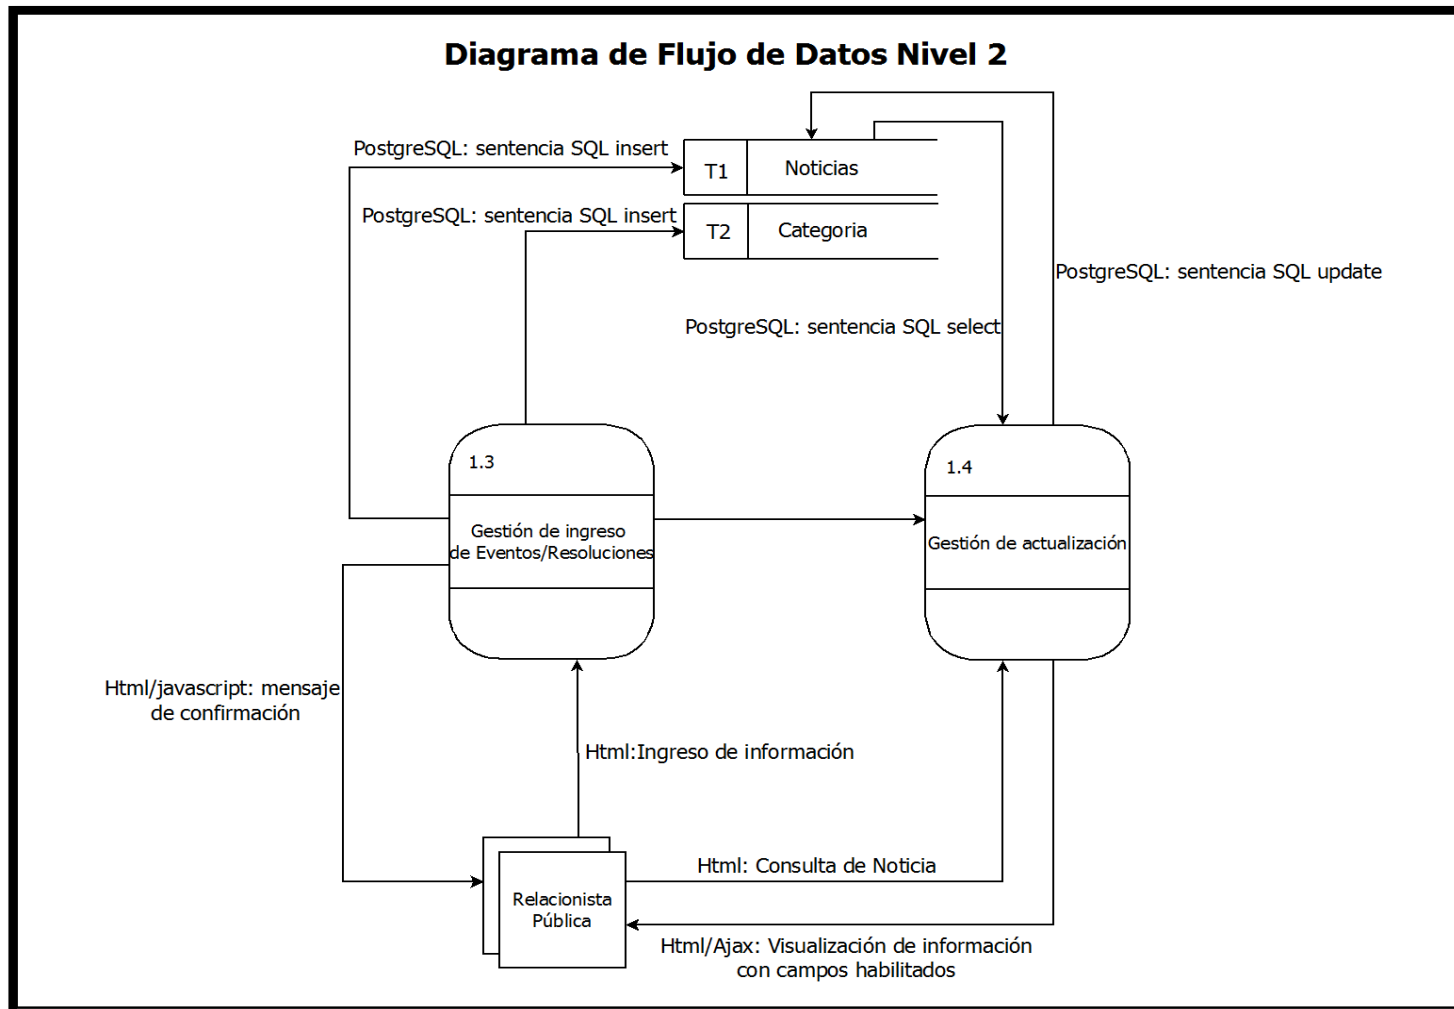 Diagrama de Flujo de Datos Nivel 2
PostgreSQL: sentencia SQL insert
T1
Noticias
PostgreSQL: sentencia SQL insert
T2
Categoria
PostgreSQL: sentencia SQL update
PostgreSQL: sentencia SQL select
1.3
1.4
Gestión de ingreso
de Eventos/Resoluciones
Gestión de actualización
Html/javascript: mensaje
de confirmación
Html:Ingreso de información
Html: Consulta de Noticia
Relacionista
Pública
Html/Ajax: Visualización de información
con campos habilitados